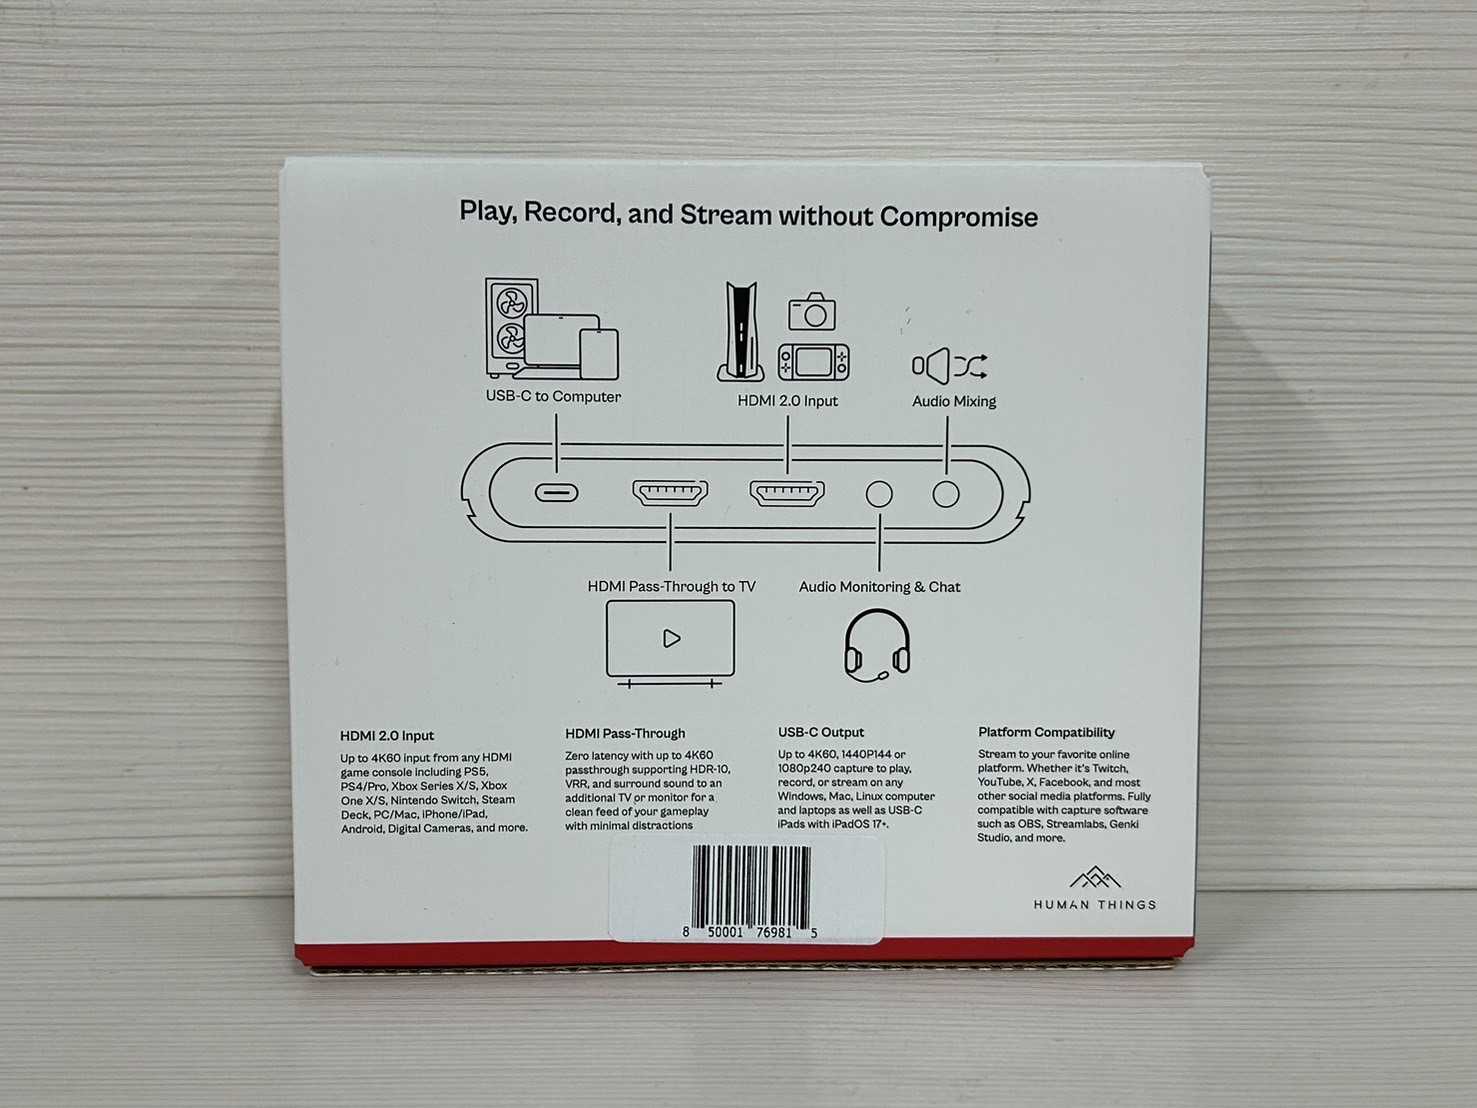 Play, Record, and Stream without Compromise
USB-C to Computer
HDMI 2.0 Input
Audio Mixing
HDMI Pass-Through to TV
Audio Monitoring & Chat
HDMI 2.0 Input
Up to 4K60 input from any HDMI
game console including PS5,
PS4/Pro, Xbox Series X/S, Xbox
One X/S, Nintendo Switch, Steam
Deck, PC/Mac, iPhone/iPad,
Android, Digital Cameras, and more.
HDMI Pass-Through
Zero latency with up to 4K60
passthrough supporting HDR-10,
VRR, and surround sound to an
additional TV or monitor for a
clean feed of your gameplay
with minimal distractions
USB-C Output
Up to 4K60, 1440P144 or
1080p240 capture to play,
record, or stream on any
Windows, Mac, Linux computer
and laptops as well as USB-C
iPads with iPadOS 17+.
Platform Compatibility
Stream to your favorite online
platform. Whether it's Twitch,
YouTube, X, Facebook, and most
other social media platforms. Fully
compatible with capture software
such as OBS, Streamlabs, Genki
Studio, and more.
HUMAN THINGS
8 50001 76981 5